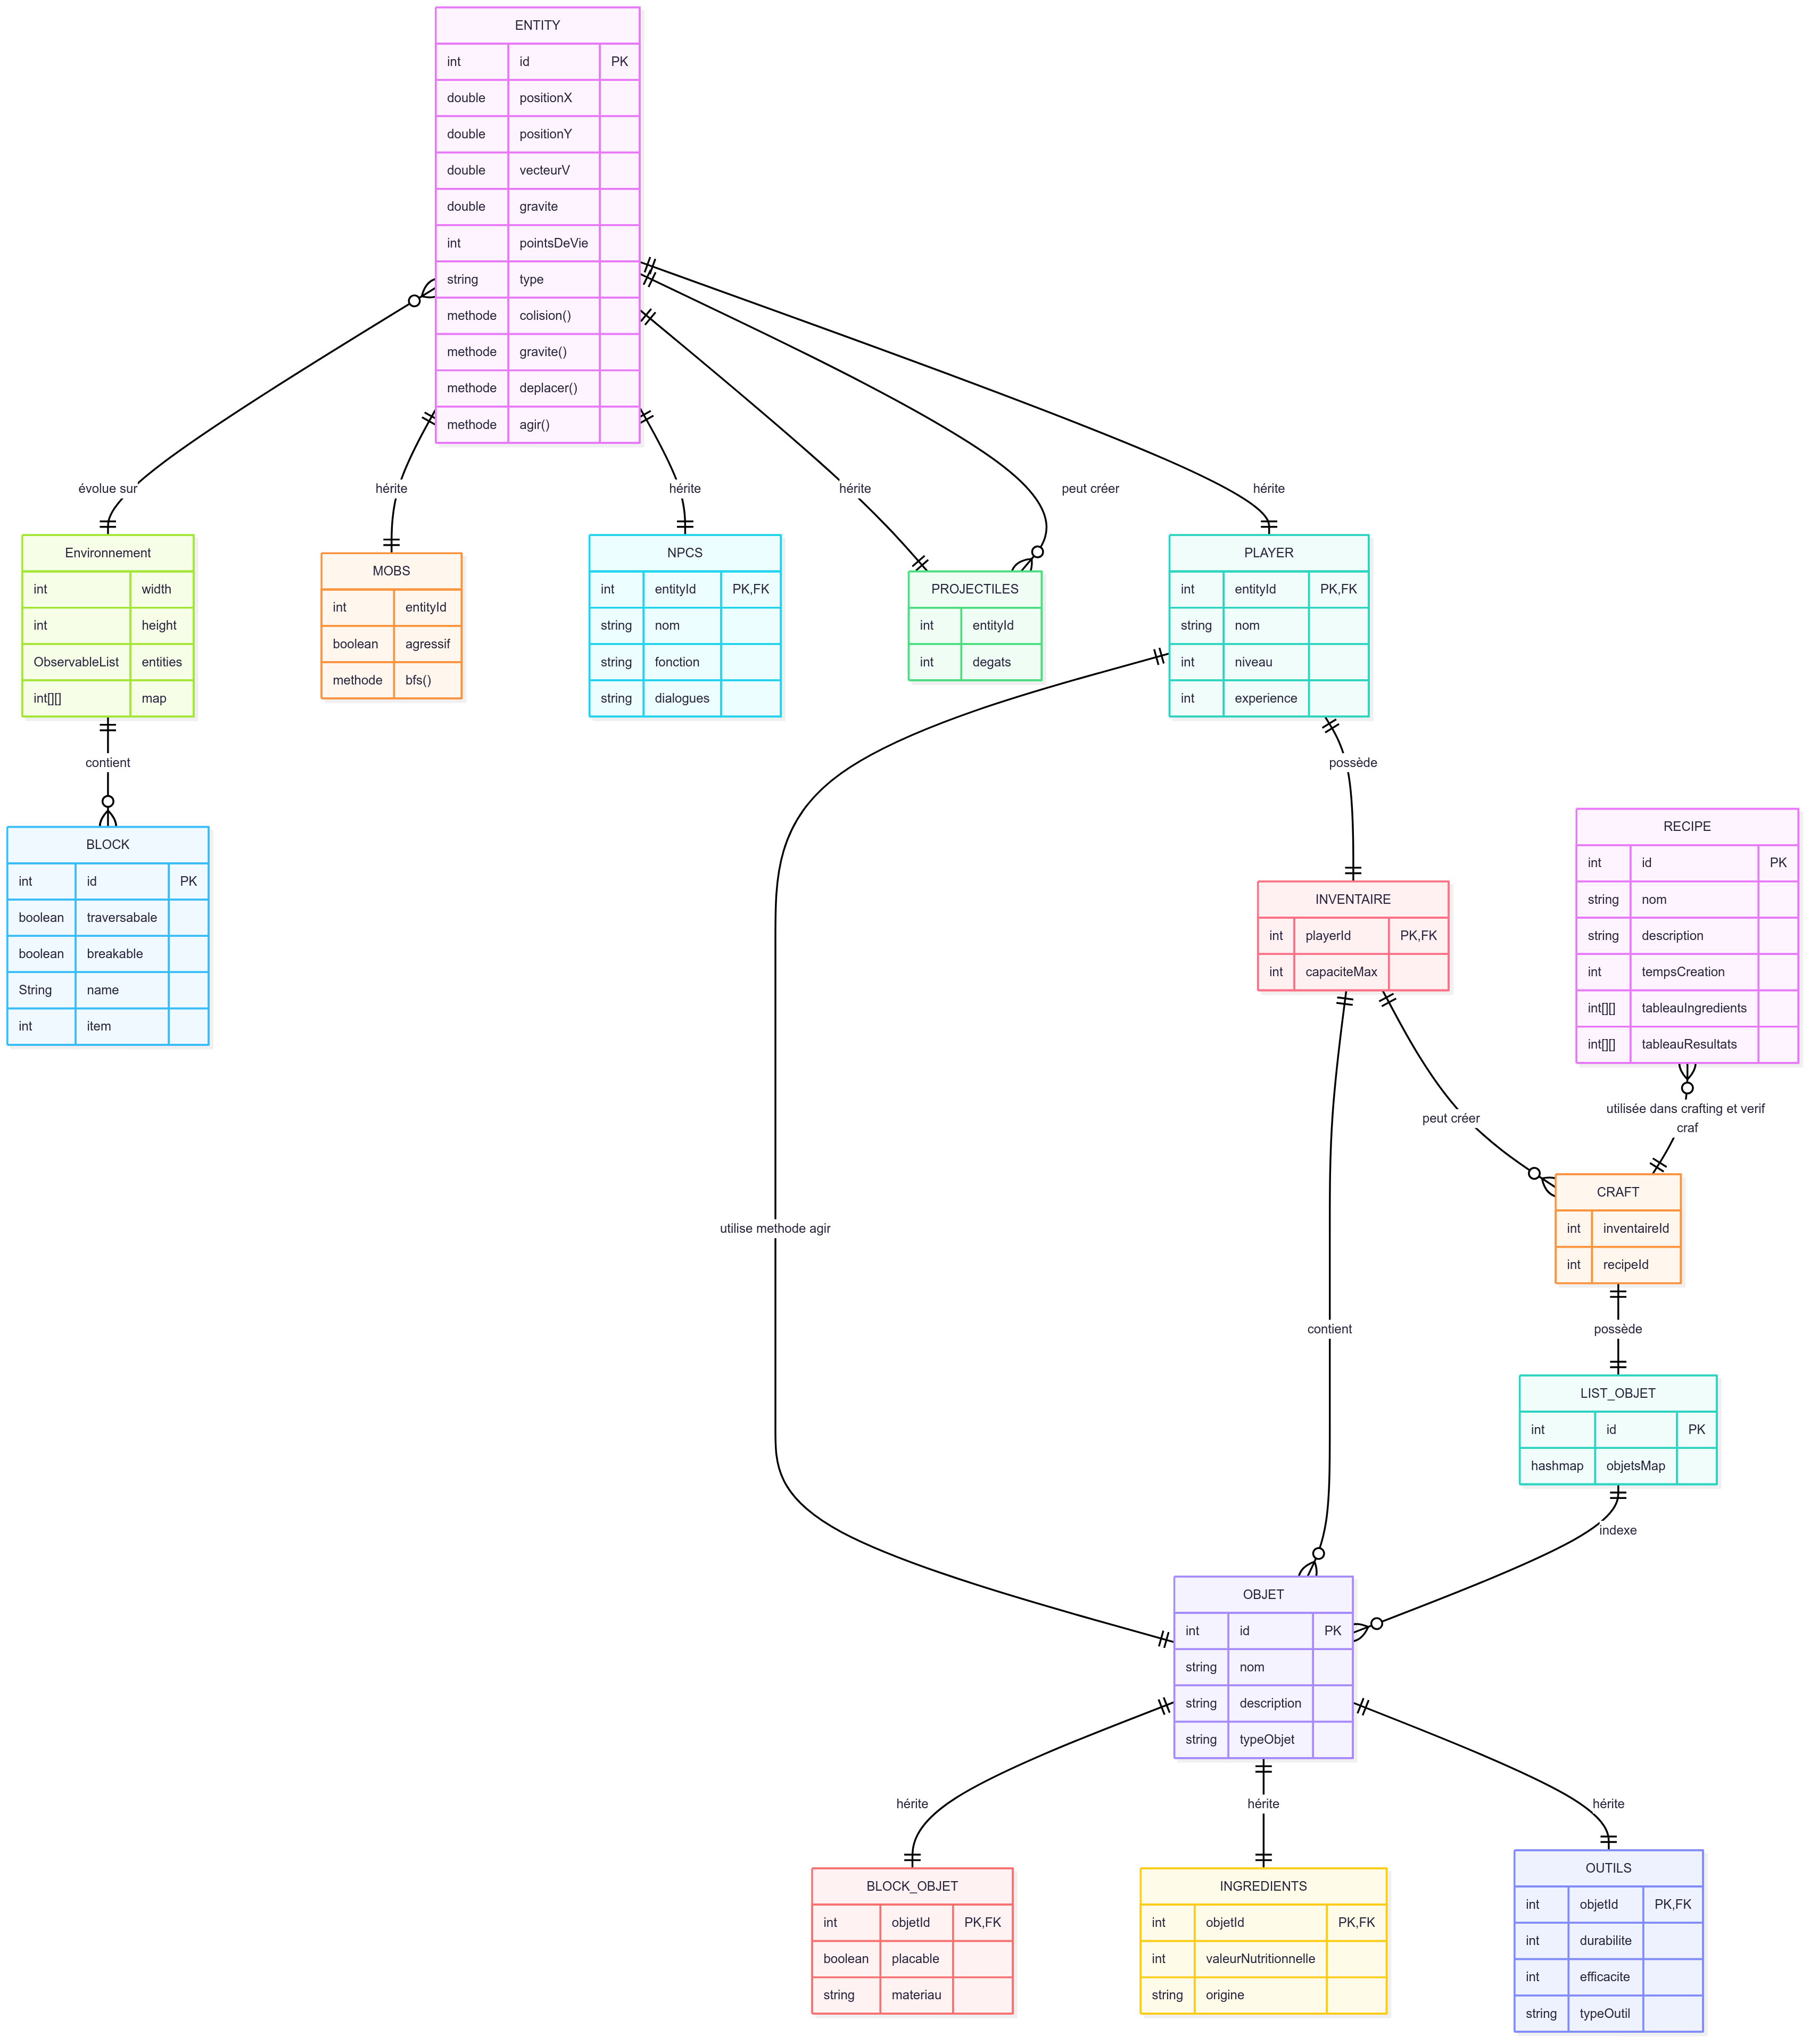 ENTITY
int id PK
double positionX
double positionY
double vecteurV
double gravite
int pointsDeVie
string type
methode colision()
methode gravite()
methode deplacer()
methode agir()
évolue sur
hérite
hérite
hérite
peut créer
hérite
Environnement
int width
int height
ObservableList entities
int[][] map
MOBS
int entityId
boolean agressif
methode bfs()
NPCS
int entityId PK,FK
string nom
string fonction
string dialogues
PROJECTILES
int entityId
int degats
PLAYER
int entityId PK,FK
string nom
int niveau
int experience
contient
possède
BLOCK
int id PK
boolean traversabale
boolean breakable
String name
int item
INVENTAIRE
int playerId PK,FK
int capaciteMax
RECIPE
int id PK
string nom
string description
int tempsCreation
int[][] tableauIngredients
int[][] tableauResultats
peut créer
utilisée dans crafting et verif
craf
utilise methode agir
CRAFT
int inventaireId
int recipeId
contient
possède
LIST_OBJET
int id PK
hashmap objetsMap
indexe
OBJET
int id PK
string nom
string description
string typeObjet
hérite
hérite
hérite
BLOCK_OBJET
int objetId PK,FK
boolean placable
string materiau
INGREDIENTS
int objetId PK,FK
int valeurNutritionnelle
string origine
OUTILS
int objetId PK,FK
int durabilite
int efficacite
string typeOutil